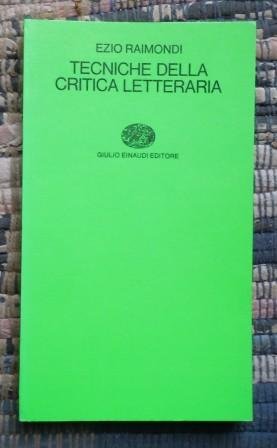 EZIO RAIMONDI
TECNICHE DELLA
CRITICA LETTERARIA
GIULIO EINAUDI EDITORE